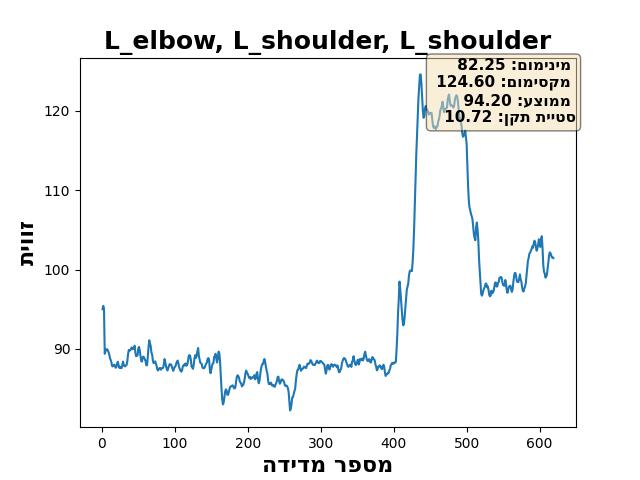 L_elbow, L_shoulder, L_shoulder
מינימום: 82.25
מקסימום: 124.60
ממוצע: 94.20
סטיית תקן: 10.72
120
110
100
90
זווית
0 100 200 300 400 500 600
מספר מדידה